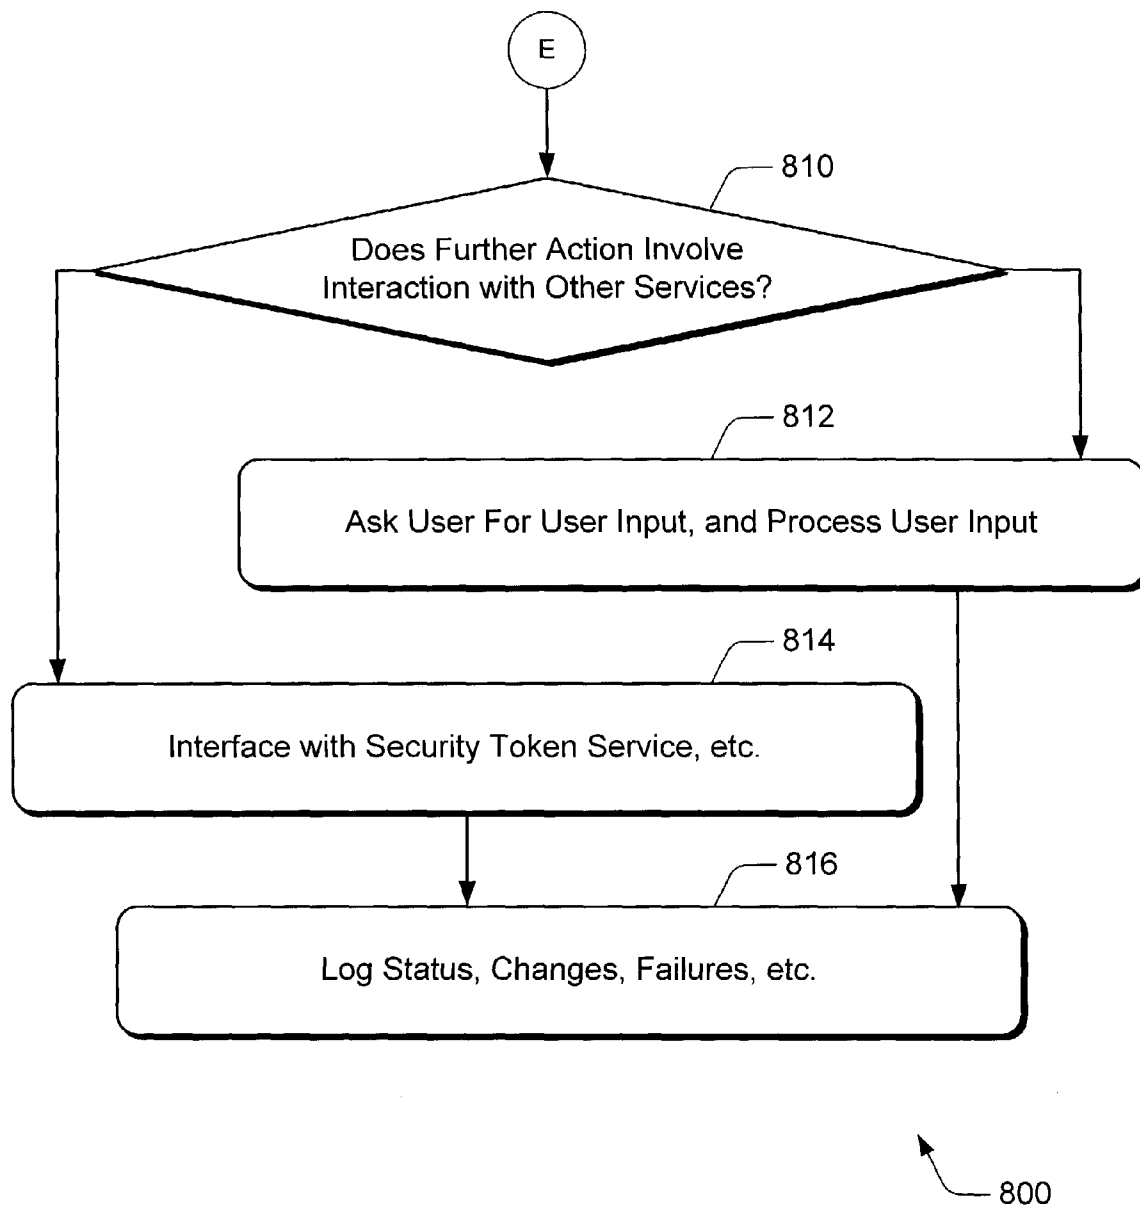 E
810
Does Further Action Involve
Interaction with Other Services?
812
Ask User For User Input, and Process User Input
814
Interface with Security Token Service, etc.
816
Log Status, Changes, Failures, etc.
800